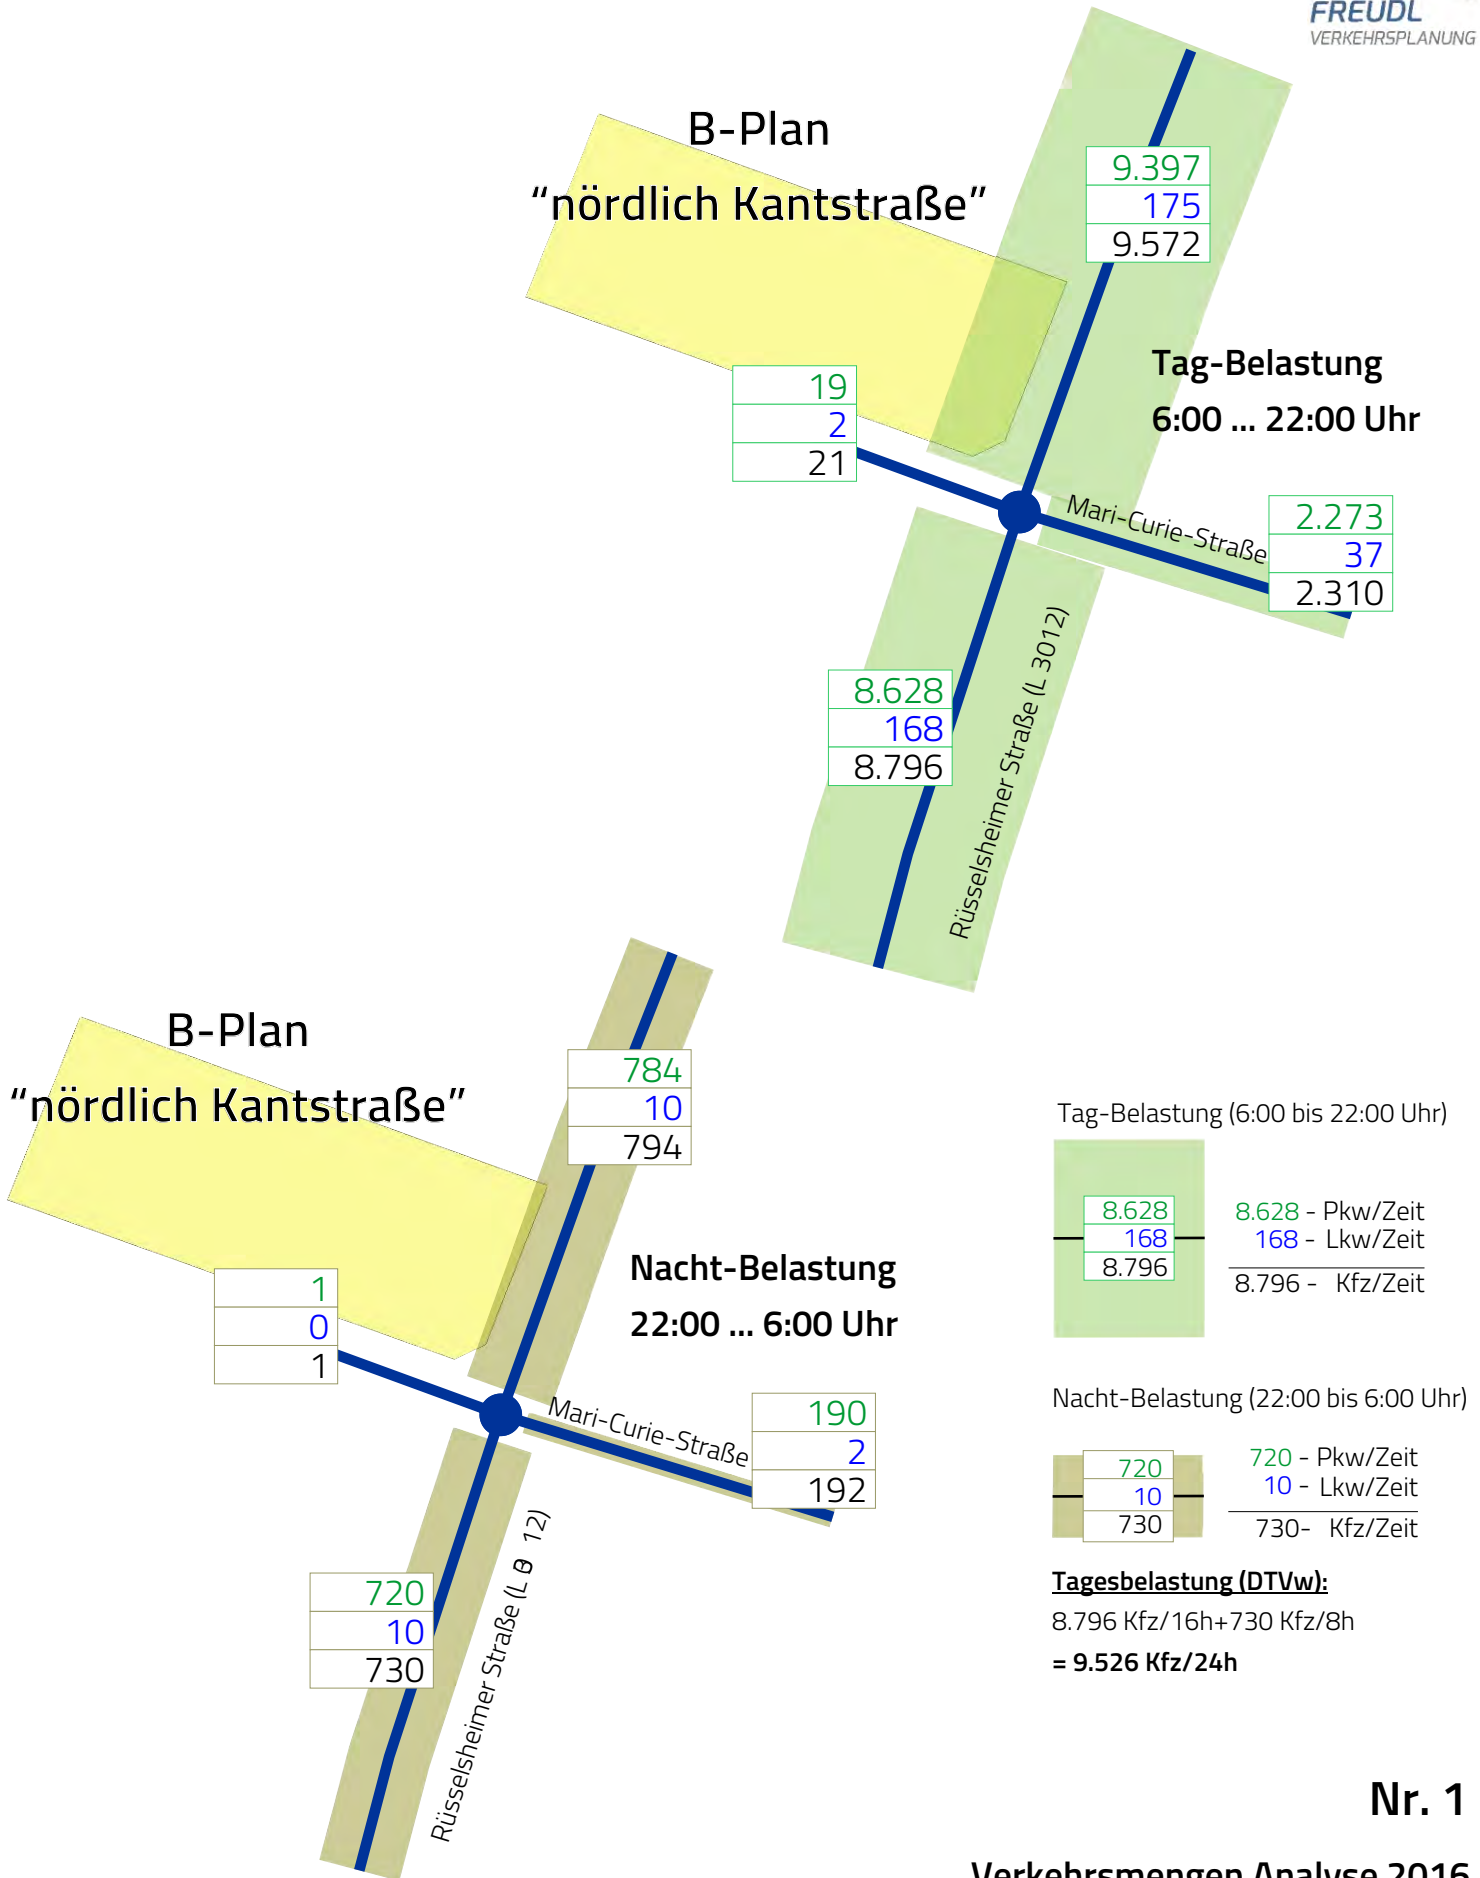 FREUDL
VERKEHRSPLANUNG
B-Plan
“nördlich Kantstraße”
9.397
175
9.572
Tag-Belastung
6:00 ... 22:00 Uhr
19
2
21
Mari-Curie-Straße
2.273
37
2.310
8.628
168
8.796
Rüsselsheimer Straße (L 3012)
B-Plan
“nördlich Kantstraße”
784
10
794
Nacht-Belastung
22:00 ... 6:00 Uhr
1
0
1
Mari-Curie-Straße
190
2
192
720
10
730
Rüsselsheimer Straße (L 12)
Tag-Belastung (6:00 bis 22:00 Uhr)
8.628
168
8.796
8.628 - Pkw/Zeit
168 - Lkw/Zeit
8.796 - Kfz/Zeit
Nacht-Belastung (22:00 bis 6:00 Uhr)
720
10
730
720 - Pkw/Zeit
10 - Lkw/Zeit
730- Kfz/Zeit
Tagesbelastung (DTVw):
8.796 Kfz/16h+730 Kfz/8h
= 9.526 Kfz/24h
Nr. 1
Verkehrsmengen Analyse 2016